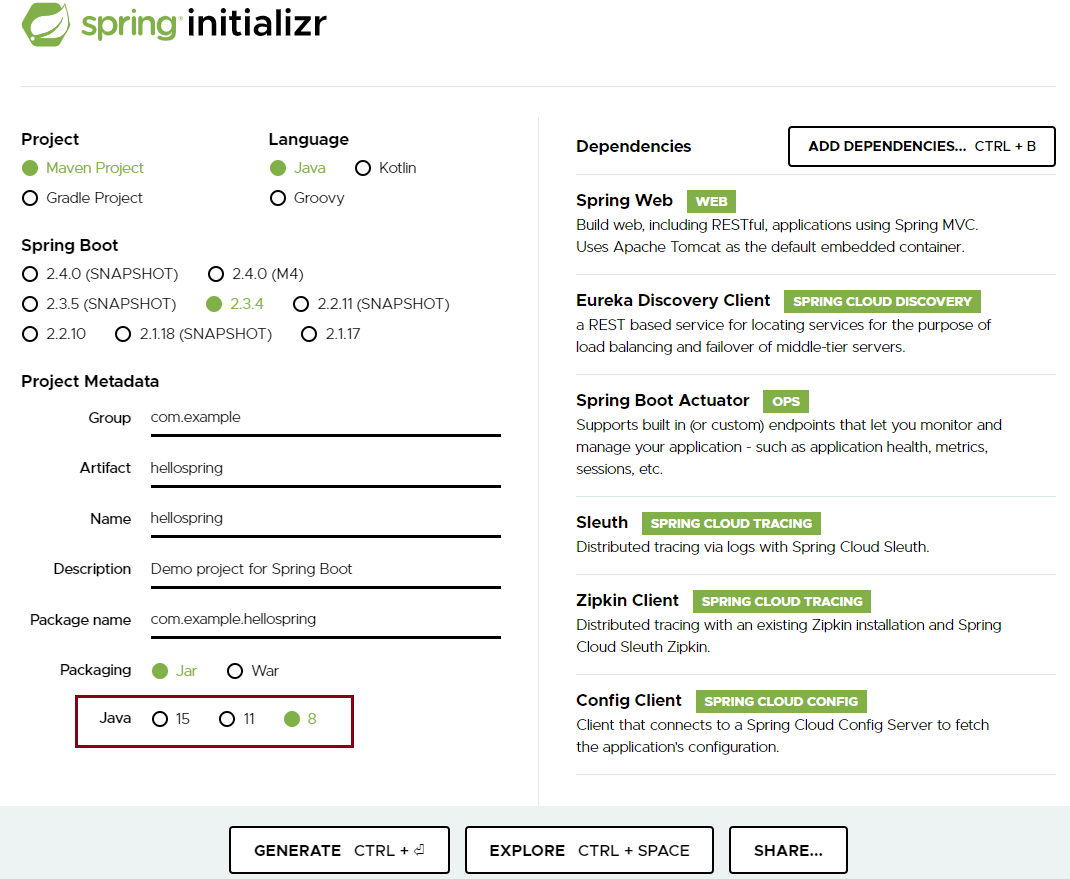 spring initializr
Project
Maven Project
Gradle Project
Language
Java Kotlin
Groovy
Spring Boot
2.4.0 (SNAPSHOT) 2.4.0 (M4)
2.3.5 (SNAPSHOT) 2.3.4 2.2.11 (SNAPSHOT)
2.2.10 2.1.18 (SNAPSHOT) 2.1.17
Project Metadata
Group com.example
Artifact hellospring
Name hellospring
Description Demo project for Spring Boot
Package name com.example.hellospring
Packaging Jar War
Java 15 11 8
Dependencies ADD DEPENDENCIES... CTRL + B
Spring Web WEB
Build web, including RESTful, applications using Spring MVC.
Uses Apache Tomcat as the default embedded container.
Eureka Discovery Client SPRING CLOUD DISCOVERY
a REST based service for locating services for the purpose of
load balancing and failover of middle-tier servers.
Spring Boot Actuator OPS
Supports built in (or custom) endpoints that let you monitor and
manage your application - such as application health, metrics,
sessions, etc.
Sleuth SPRING CLOUD TRACING
Distributed tracing via logs with Spring Cloud Sleuth.
Zipkin Client SPRING CLOUD TRACING
Distributed tracing with an existing Zipkin installation and Spring
Cloud Sleuth Zipkin.
Config Client SPRING CLOUD CONFIG
Client that connects to a Spring Cloud Config Server to fetch
the application's configuration.
GENERATE CTRL + ⏎ EXPLORE CTRL + SPACE SHARE...